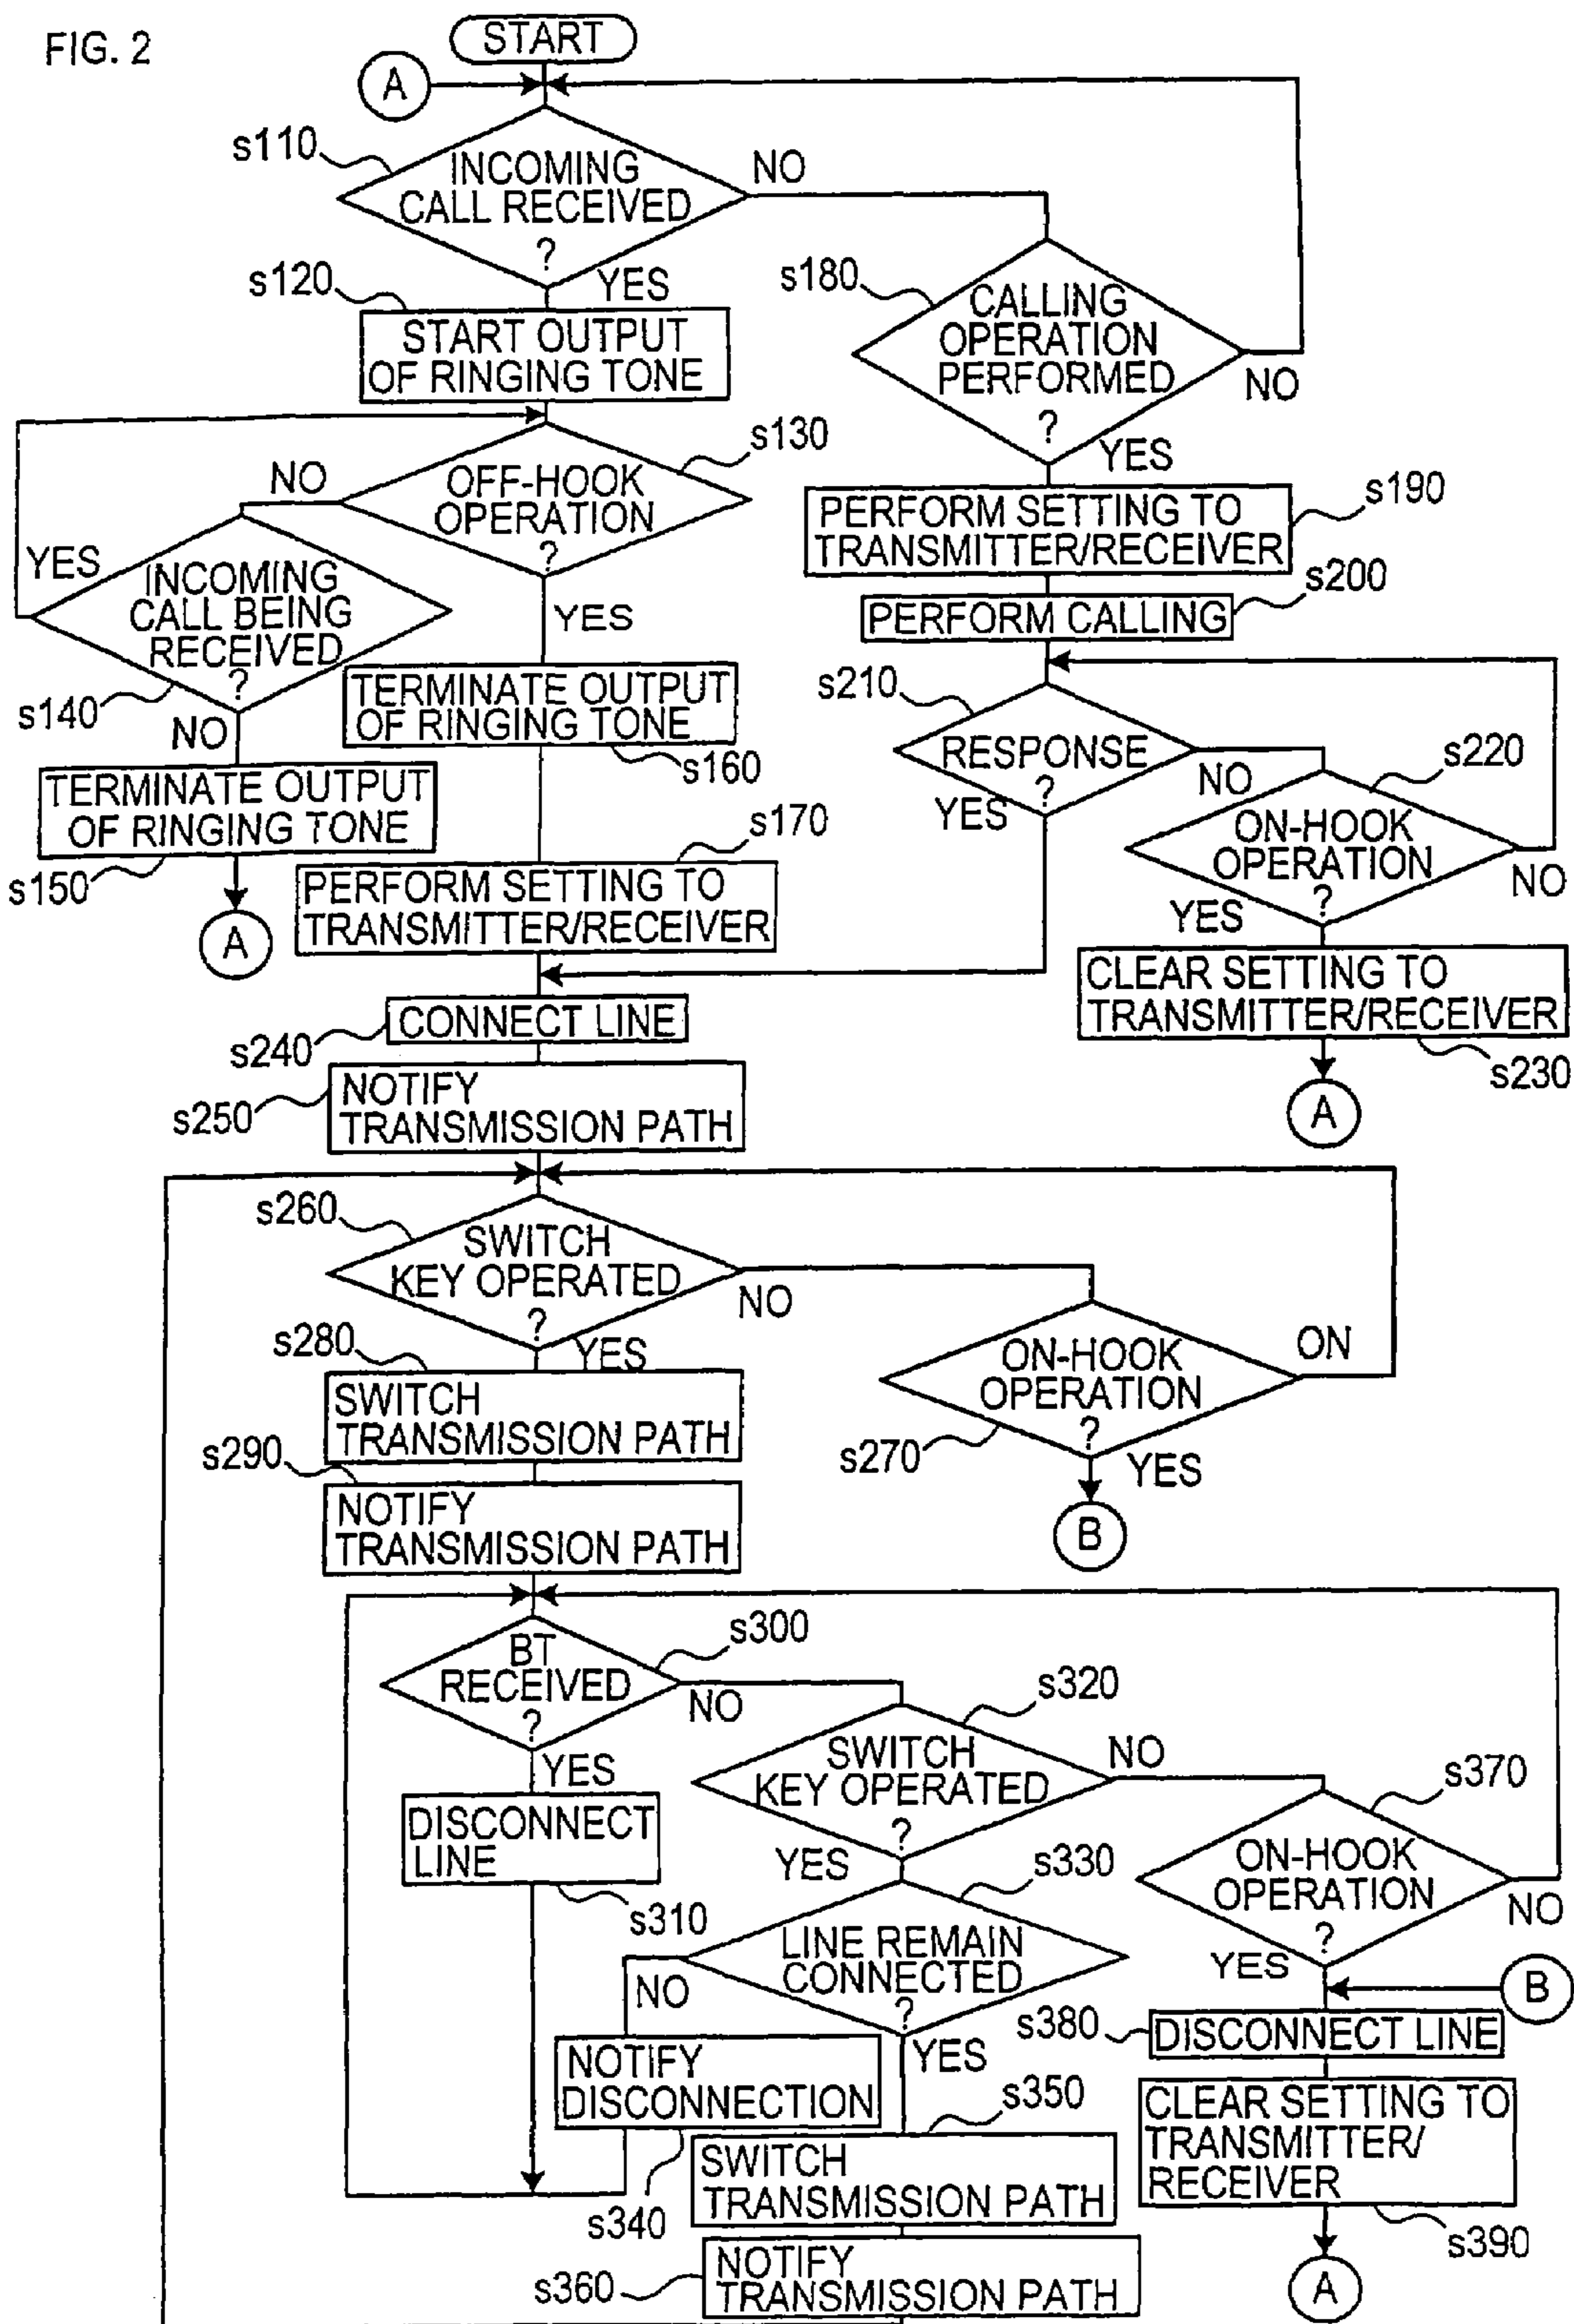 FIG. 2
START
A
s110
INCOMING
CALL RECEIVED
?
NO
YES
s120
START OUTPUT
OF RINGING TONE
s180
CALLING
OPERATION
PERFORMED
?
NO
YES
s130
OFF-HOOK
OPERATION
?
NO
YES
s190
PERFORM SETTING TO
TRANSMITTER/RECEIVER
YES
INCOMING
CALL BEING
RECEIVED
?
s140
NO
s200
PERFORM CALLING
TERMINATE OUTPUT
OF RINGING TONE
s160
s210
RESPONSE
?
NO
YES
s220
ON-HOOK
OPERATION
?
NO
YES
TERMINATE OUTPUT
OF RINGING TONE
s150
A
s170
PERFORM SETTING TO
TRANSMITTER/RECEIVER
CLEAR SETTING TO
TRANSMITTER/RECEIVER
s230
A
s240
CONNECT LINE
s250
NOTIFY
TRANSMISSION PATH
s260
SWITCH
KEY OPERATED
?
NO
YES
s270
ON-HOOK
OPERATION
?
ON
YES
B
s280
SWITCH
TRANSMISSION PATH
s290
NOTIFY
TRANSMISSION PATH
s300
BT
RECEIVED
?
NO
YES
DISCONNECT
LINE
s310
s320
SWITCH
KEY OPERATED
?
NO
YES
s330
LINE REMAIN
CONNECTED
?
NO
YES
s370
ON-HOOK
OPERATION
?
NO
YES
B
s380
DISCONNECT LINE
NOTIFY
DISCONNECTION
s340
s350
SWITCH
TRANSMISSION PATH
CLEAR SETTING TO
TRANSMITTER/
RECEIVER
s390
A
s360
NOTIFY
TRANSMISSION PATH